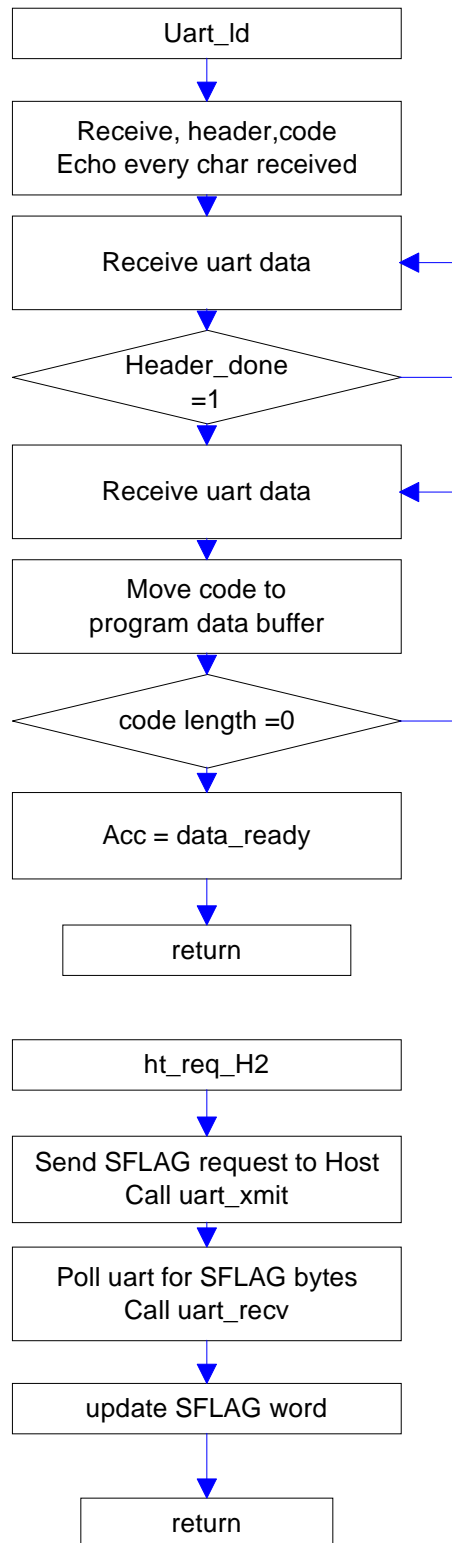 Uart_ld
Receive, header,code
Echo every char received
Receive uart data
Header_done
=1
Receive uart data
Move code to
program data buffer
code length =0
Acc = data_ready
return
ht_req_H2
Send SFLAG request to Host
Call uart_xmit
Poll uart for SFLAG bytes
Call uart_recv
update SFLAG word
return